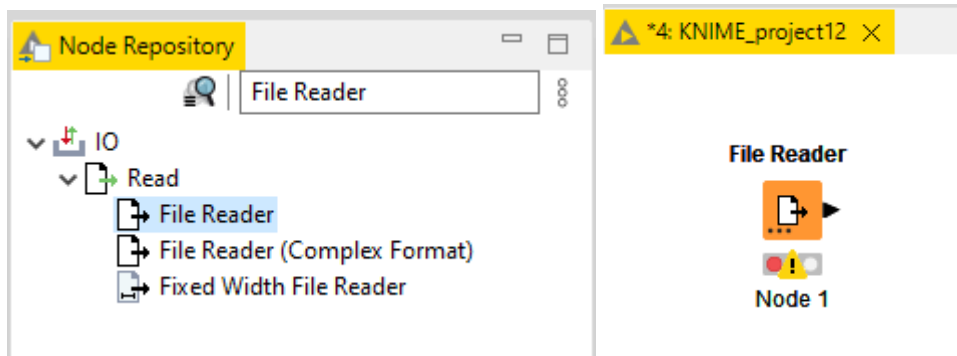 Node Repository
File Reader
IO
Read
File Reader
File Reader (Complex Format)
Fixed Width File Reader
*4: KNIME_project12
File Reader
Node 1